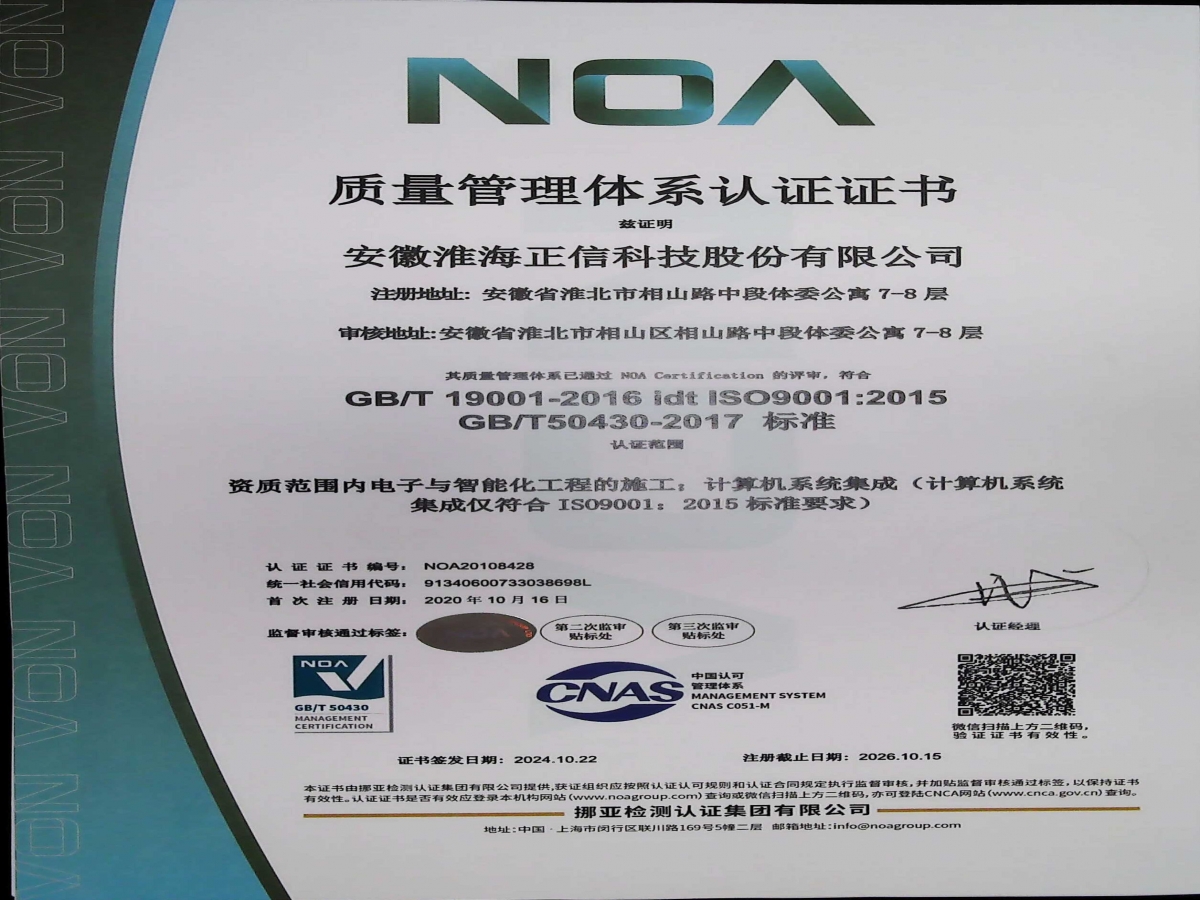 NOA
质量管理体系认证证书
兹证明
安徽淮海正信科技股份有限公司
注册地址: 安徽省淮北市相山路中段体委公寓 7-8 层
审核地址:安徽省淮北市相山区相山路中段体委公寓 7-8 层
其质量管理体系已通过 NOA Certification 的评审, 符合
GB/T 19001-2016 idt ISO9001:2015
GB/T50430-2017 标准
认证范围
资质范围内电子与智能化工程的施工; 计算机系统集成（计算机系统
集成仅符合 ISO9001: 2015 标准要求）
认证证书编号: NOA20108428
统一社会信用代码: 91340600733038698L
首次注册日期: 2020 年 10 月 16 日
监督审核通过标签:
第二次监审
贴标处
第三次监审
贴标处
认证经理
NOA
GB/T 50430
MANAGEMENT
CERTIFICATION
CNAS
中国认可
管理体系
MANAGEMENT SYSTEM
CNAS C051-M
微信扫描上方二维码,
验证证书有效性。
证书签发日期: 2024.10.22
注册截止日期: 2026.10.15
本证书由挪亚检测认证集团有限公司提供,获证组织应按照认证认可规则和认证合同规定执行监督审核, 并加贴监督审核通过标签, 以保持证书
有效性。认证证书是否有效应登录本机构网站(www.noagroup.com) 查询或微信扫描上方二维码, 亦可登陆CNCA网站(www.cnca.gov.cn) 查询。
挪亚检测认证集团有限公司
地址:中国 · 上海市闵行区联川路169号5幢二层 邮箱地址:info@noagroup.com
NOA NOA NOA NOA NOA NOA